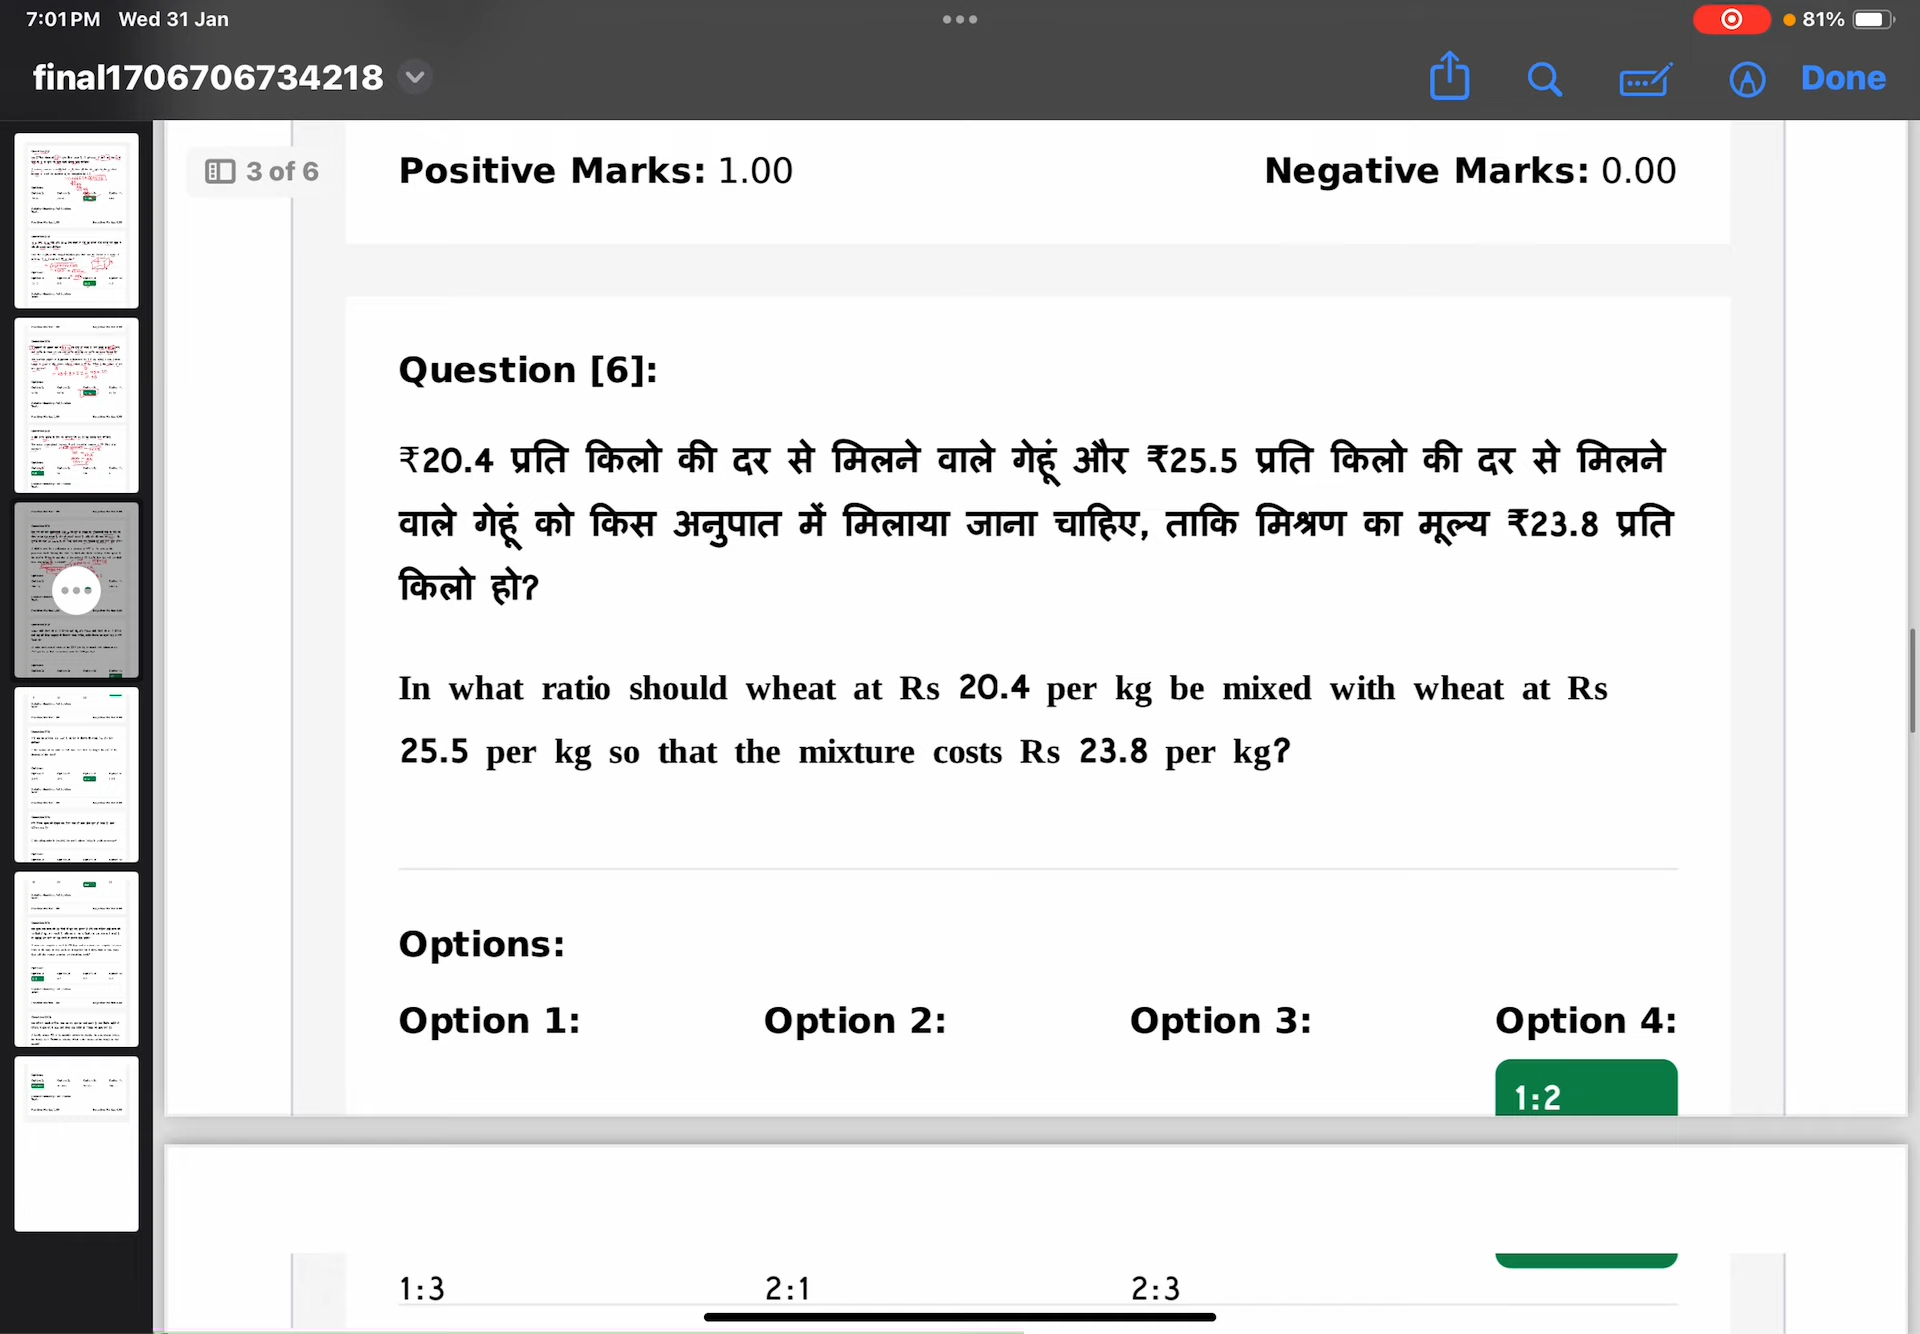 7:01 PM Wed 31 Jan
81%
final1706706734218
Done
3 of 6
Positive Marks: 1.00 Negative Marks: 0.00
Question [6]:
₹20.4 प्रति किलो की दर से मिलने वाले गेहूं और ₹25.5 प्रति किलो की दर से मिलने
वाले गेहूं को किस अनुपात में मिलाया जाना चाहिए, ताकि मिश्रण का मूल्य ₹23.8 प्रति
किलो हो?
In what ratio should wheat at Rs 20.4 per kg be mixed with wheat at Rs
25.5 per kg so that the mixture costs Rs 23.8 per kg?
Options:
Option 1: Option 2: Option 3: Option 4:
1:2
1:3 2:1 2:3